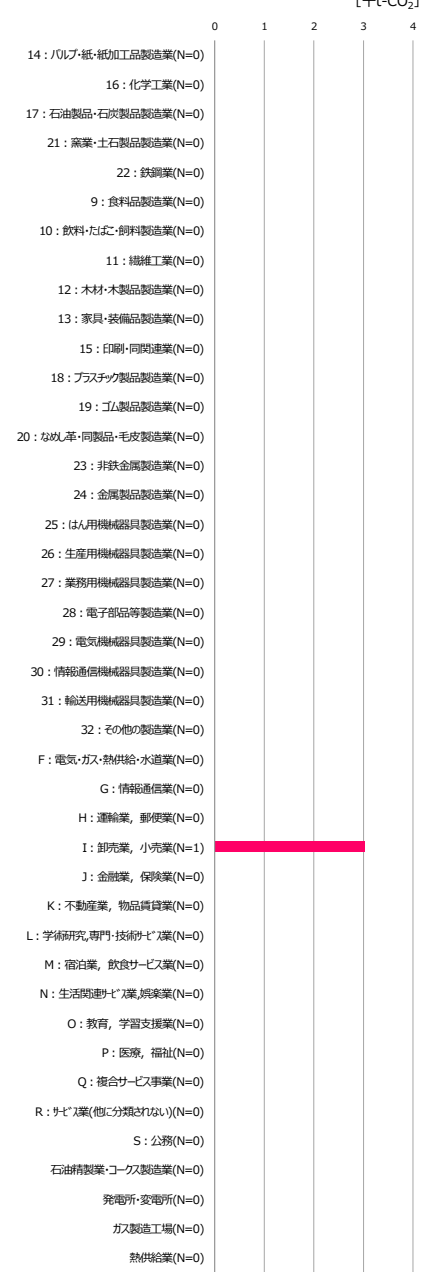 [千t-CO₂]
0 1 2 3 4
14：パルプ・紙・紙加工品製造業(N=0)
16：化学工業(N=0)
17：石油製品・石炭製品製造業(N=0)
21：窯業・土石製品製造業(N=0)
22：鉄鋼業(N=0)
9：食料品製造業(N=0)
10：飲料・たばこ・飼料製造業(N=0)
11：繊維工業(N=0)
12：木材・木製品製造業(N=0)
13：家具・装備品製造業(N=0)
15：印刷・同関連業(N=0)
18：プラスチック製品製造業(N=0)
19：ゴム製品製造業(N=0)
20：なめし革・同製品・毛皮製造業(N=0)
23：非鉄金属製造業(N=0)
24：金属製品製造業(N=0)
25：はん用機械器具製造業(N=0)
26：生産用機械器具製造業(N=0)
27：業務用機械器具製造業(N=0)
28：電子部品等製造業(N=0)
29：電気機械器具製造業(N=0)
30：情報通信機械器具製造業(N=0)
31：輸送用機械器具製造業(N=0)
32：その他の製造業(N=0)
F：電気・ガス・熱供給・水道業(N=0)
G：情報通信業(N=0)
H：運輸業，郵便業(N=0)
I：卸売業，小売業(N=1)
J：金融業，保険業(N=0)
K：不動産業，物品賃貸業(N=0)
L：学術研究,専門・技術ｻｰﾋﾞｽ業(N=0)
M：宿泊業，飲食サービス業(N=0)
N：生活関連ｻｰﾋﾞｽ業,娯楽業(N=0)
O：教育，学習支援業(N=0)
P：医療，福祉(N=0)
Q：複合サービス事業(N=0)
R：ｻｰﾋﾞｽ業(他に分類されない)(N=0)
S：公務(N=0)
石油精製業・コークス製造業(N=0)
発電所・変電所(N=0)
ガス製造工場(N=0)
熱供給業(N=0)